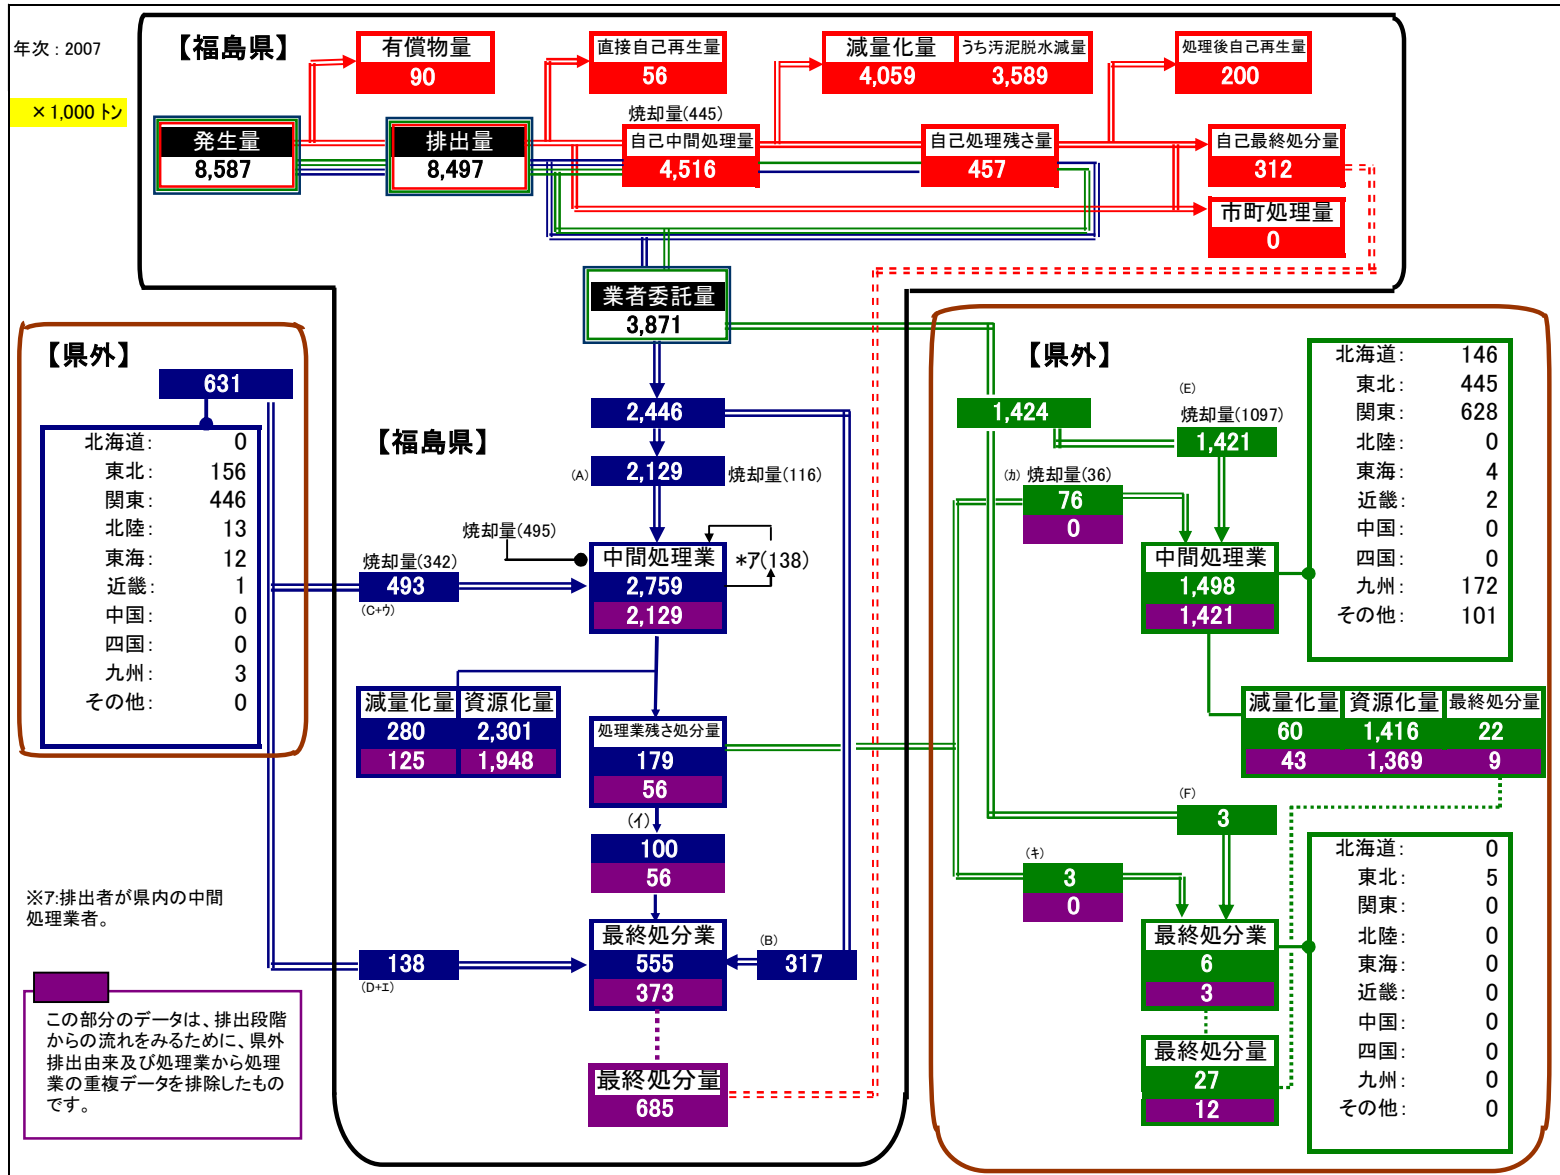 年次：2007
×1,000 トン
【福島県】
有償物量
90
直接自己再生量
56
減量化量
4,059
うち汚泥脱水減量
3,589
処理後自己再生量
200
発生量
8,587
排出量
8,497
焼却量(445)
自己中間処理量
4,516
自己処理残さ量
457
自己最終処分量
312
市町処理量
0
業者委託量
3,871
【県外】
631
北海道: 0
東北: 156
関東: 446
北陸: 13
東海: 12
近畿: 1
中国: 0
四国: 0
九州: 3
その他: 0
【福島県】
2,446
(A)
2,129
焼却量(116)
焼却量(495)
中間処理業
2,759
2,129
*ア(138)
焼却量(342)
493
(C+ウ)
減量化量
280
125
資源化量
2,301
1,948
処理業残さ処分量
179
56
(イ)
100
56
最終処分業
555
373
(B)
317
138
(D+エ)
最終処分量
685
【県外】
1,424
(E)
焼却量(1097)
1,421
(カ) 焼却量(36)
76
0
中間処理業
1,498
1,421
北海道: 146
東北: 445
関東: 628
北陸: 0
東海: 4
近畿: 2
中国: 0
四国: 0
九州: 172
その他: 101
減量化量
60
43
資源化量
1,416
1,369
最終処分量
22
9
(F)
3
(キ)
3
0
最終処分業
6
3
最終処分量
27
12
北海道: 0
東北: 5
関東: 0
北陸: 0
東海: 0
近畿: 0
中国: 0
四国: 0
九州: 0
その他: 0
※ア:排出者が県内の中間
処理業者。
この部分のデータは、排出段階
からの流れをみるために、県外
排出由来及び処理業から処理
業の重複データを排除したもの
です。